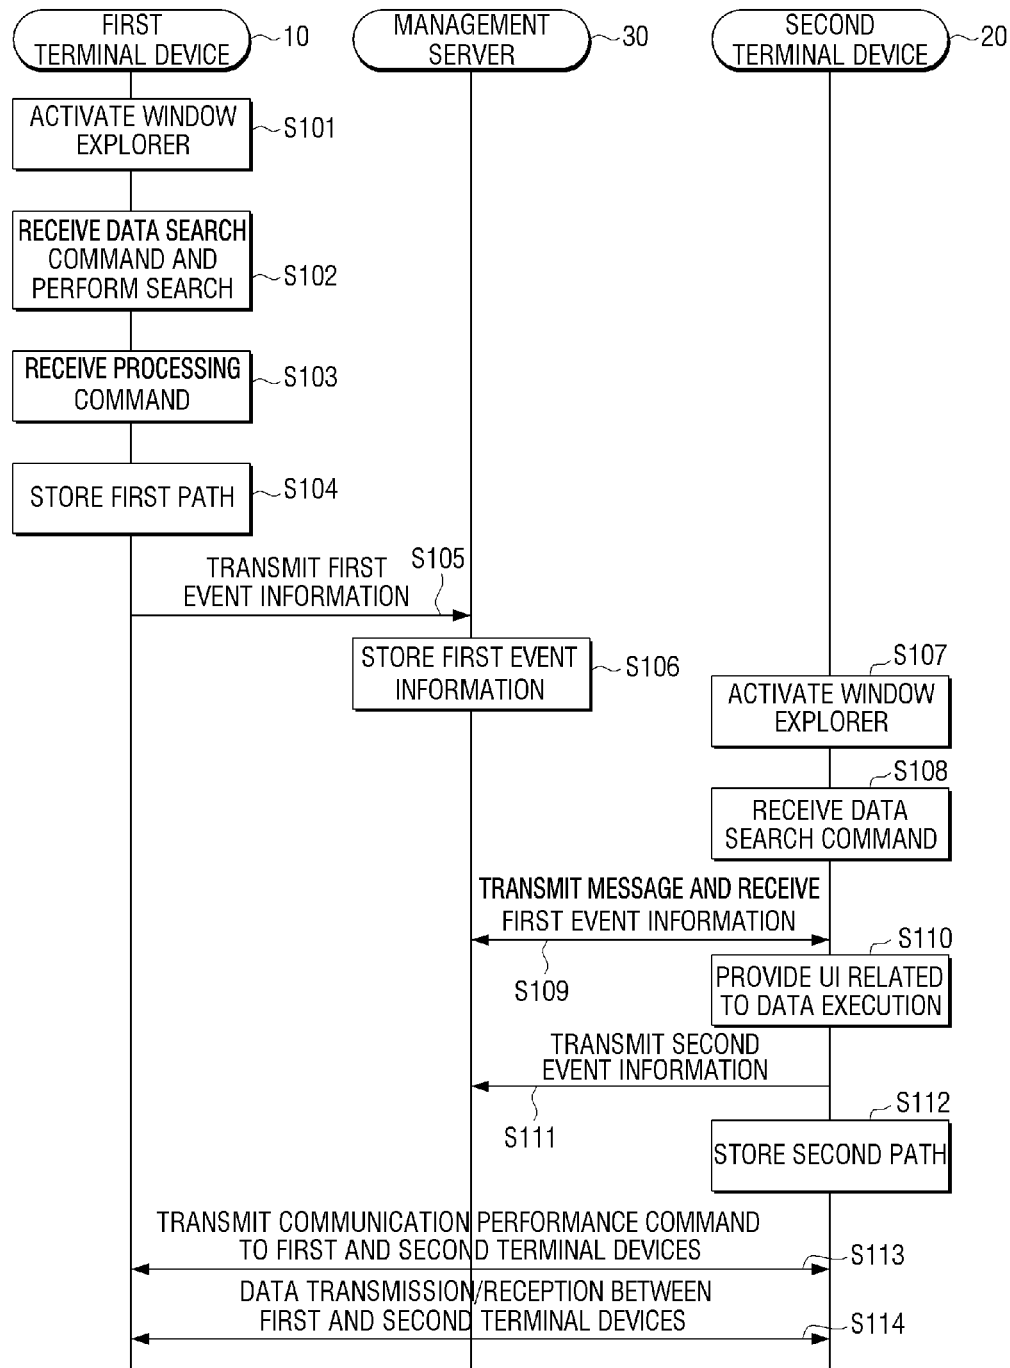 FIRST
TERMINAL DEVICE
10
MANAGEMENT
SERVER
30
SECOND
TERMINAL DEVICE
20
ACTIVATE WINDOW
EXPLORER
S101
RECEIVE DATA SEARCH
COMMAND AND
PERFORM SEARCH
S102
RECEIVE PROCESSING
COMMAND
S103
STORE FIRST PATH
S104
TRANSMIT FIRST
EVENT INFORMATION
S105
STORE FIRST EVENT
INFORMATION
S106
S107
ACTIVATE WINDOW
EXPLORER
S108
RECEIVE DATA
SEARCH COMMAND
TRANSMIT MESSAGE AND RECEIVE
FIRST EVENT INFORMATION
S109
S110
PROVIDE UI RELATED
TO DATA EXECUTION
TRANSMIT SECOND
EVENT INFORMATION
S111
S112
STORE SECOND PATH
TRANSMIT COMMUNICATION PERFORMANCE COMMAND
TO FIRST AND SECOND TERMINAL DEVICES
S113
DATA TRANSMISSION/RECEPTION BETWEEN
FIRST AND SECOND TERMINAL DEVICES
S114